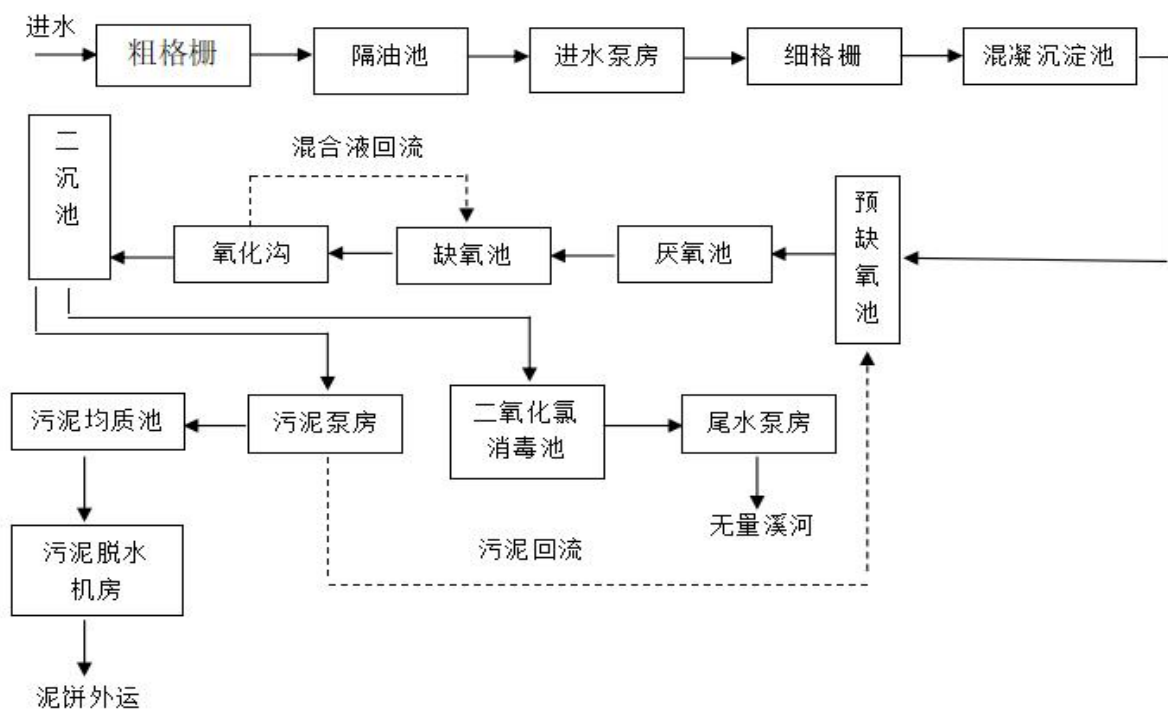 进水
粗格栅
隔油池
进水泵房
细格栅
混凝沉淀池
二
沉
池
混合液回流
氧化沟
缺氧池
厌氧池
预
缺
氧
池
污泥均质池
污泥泵房
二氧化氯
消毒池
尾水泵房
无量溪河
污泥回流
污泥脱水
机房
泥饼外运